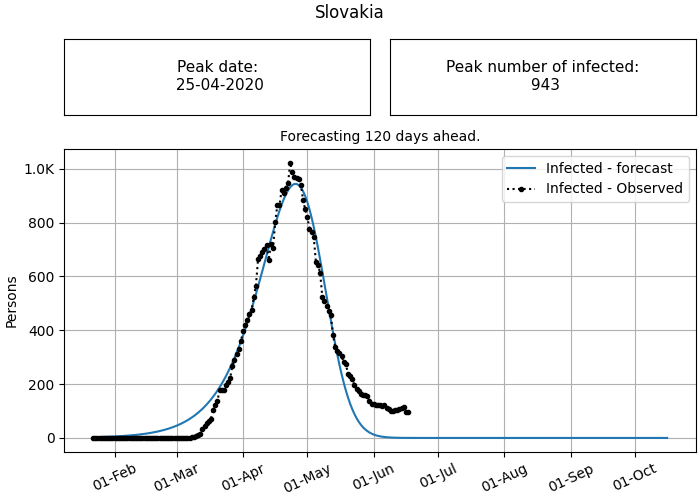 Slovakia
Peak date:
25-04-2020
Peak number of infected:
943
Forecasting 120 days ahead.
Infected - forecast
Infected - Observed
Persons
1.0K
800
600
400
200
0
01-Feb
01-Mar
01-Apr
01-May
01-Jun
01-Jul
01-Aug
01-Sep
01-Oct